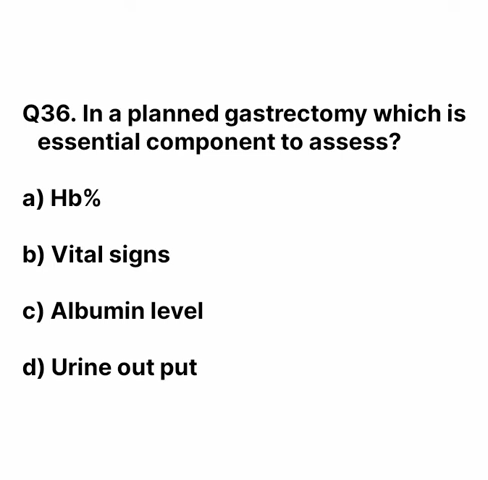 Q36. In a planned gastrectomy which is
essential component to assess?
a) Hb%
b) Vital signs
c) Albumin level
d) Urine out put